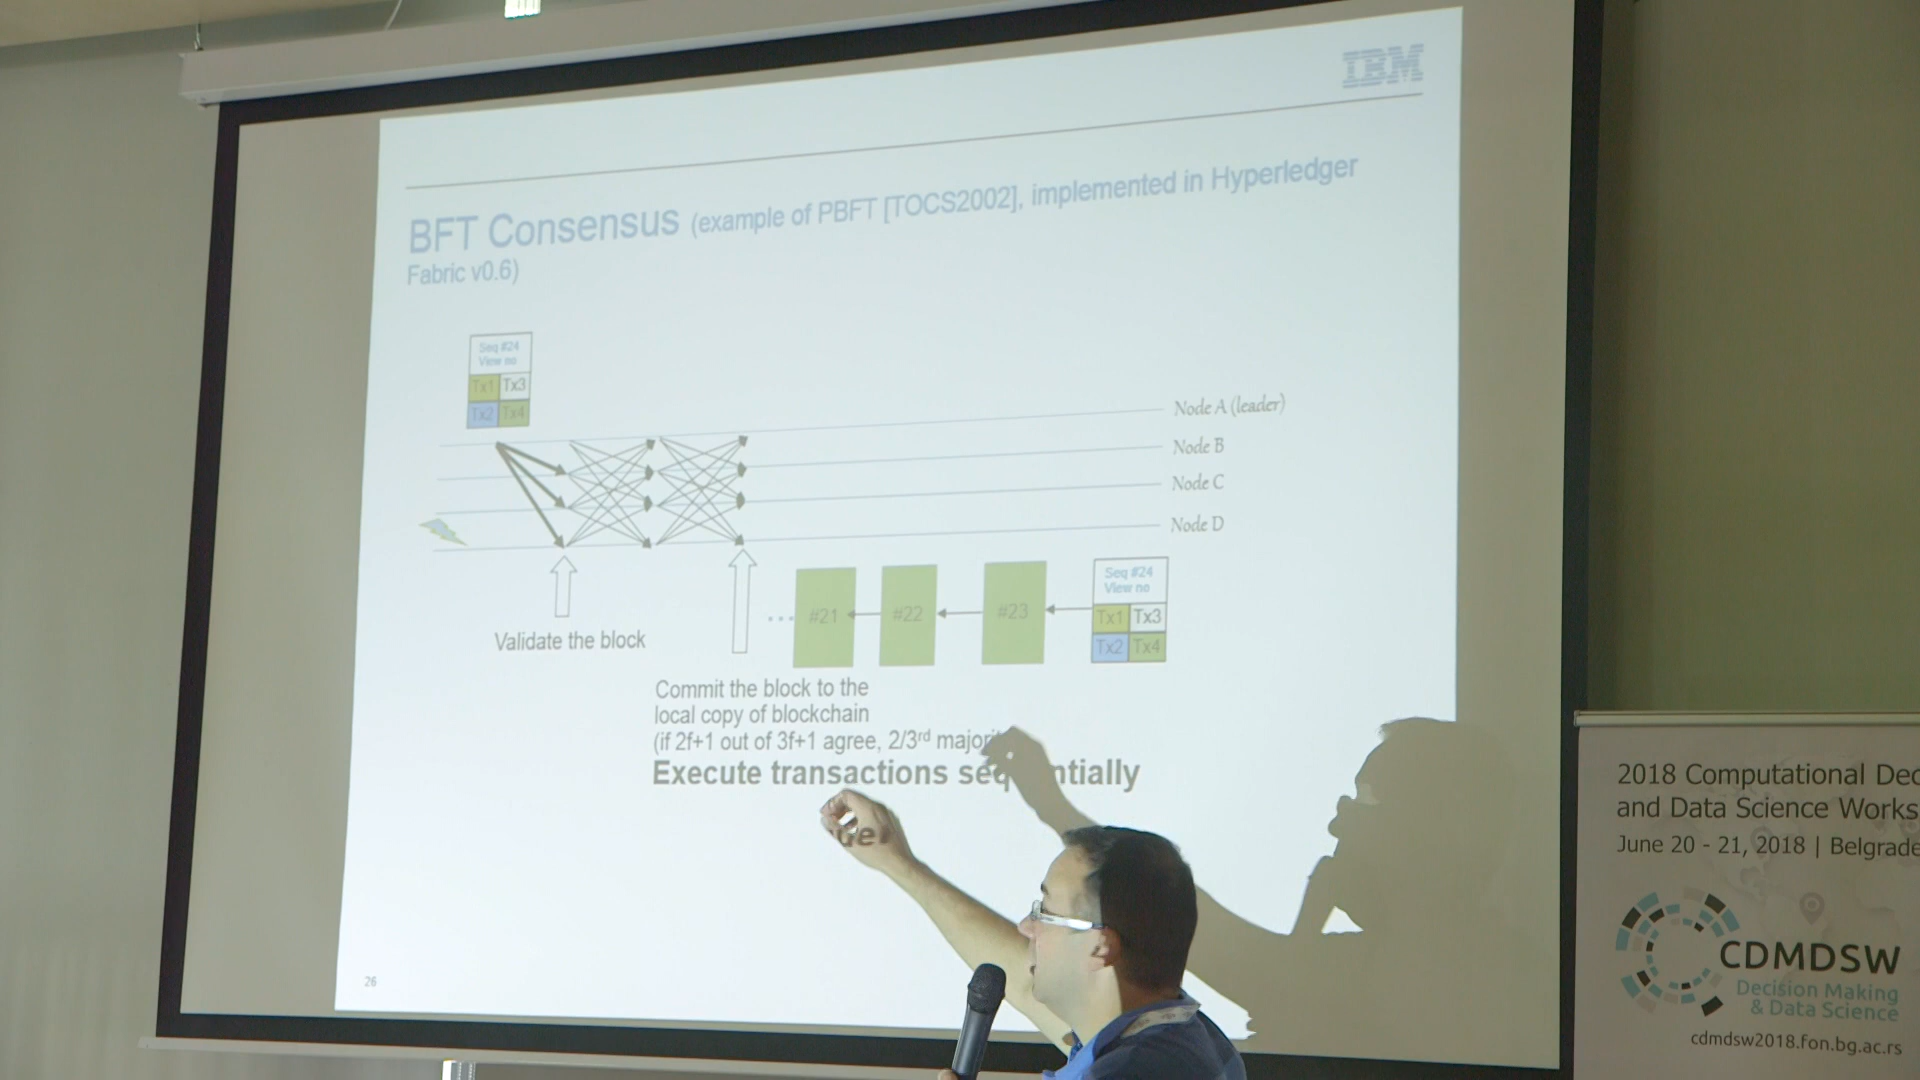 IBM
BFT Consensus (example of PBFT [TOCS2002], implemented in Hyperledger
Fabric v0.6)
Seq #24
View no
Tx1 Tx3
Tx2 Tx4
Node A (leader)
Node B
Node C
Node D
Validate the block
... #21 #22 #23
Seq #24
View no
Tx1 Tx3
Tx2 Tx4
Commit the block to the
local copy of blockchain
(if 2f+1 out of 3f+1 agree, 2/3rd
Execute transactions
26
2018 Computational
and Data Science
June 20 - 21, 2018 | Belgrade
CDMDSW
Decision Making
& Data Science
cdmdsw2018.fon.bg.ac.rs